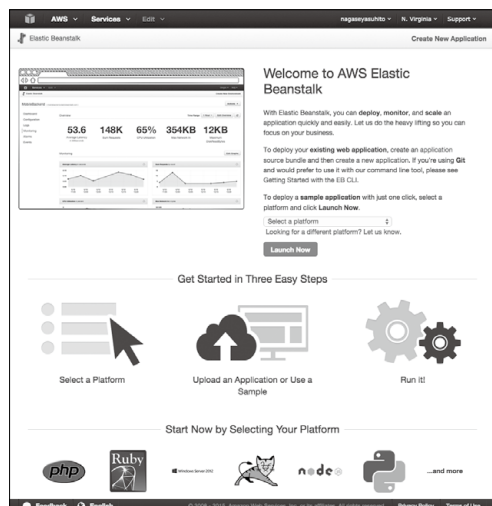 AWS Services Edit nagaseyasuhito N. Virginia Support
Elastic Beanstalk Create New Application
Welcome to AWS Elastic
Beanstalk
With Elastic Beanstalk, you can deploy, monitor, and scale an
application quickly and easily. Let us do the heavy lifting so you can
focus on your business.
To deploy your existing web application, create an application
source bundle and then create a new application. If you're using Git
and would prefer to use it with our command line tool, please see
Getting Started with the EB CLI.
To deploy a sample application with just one click, select a
platform and click Launch Now.
Select a platform
Looking for a different platform? Let us know.
Launch Now
53.6 148K 65% 354KB 12KB
Get Started in Three Easy Steps
Select a Platform
Upload an Application or Use a
Sample
Run it!
Start Now by Selecting Your Platform
php Ruby Windows Server 2012 node ...and more
Feedback English Privacy Policy Terms of Use